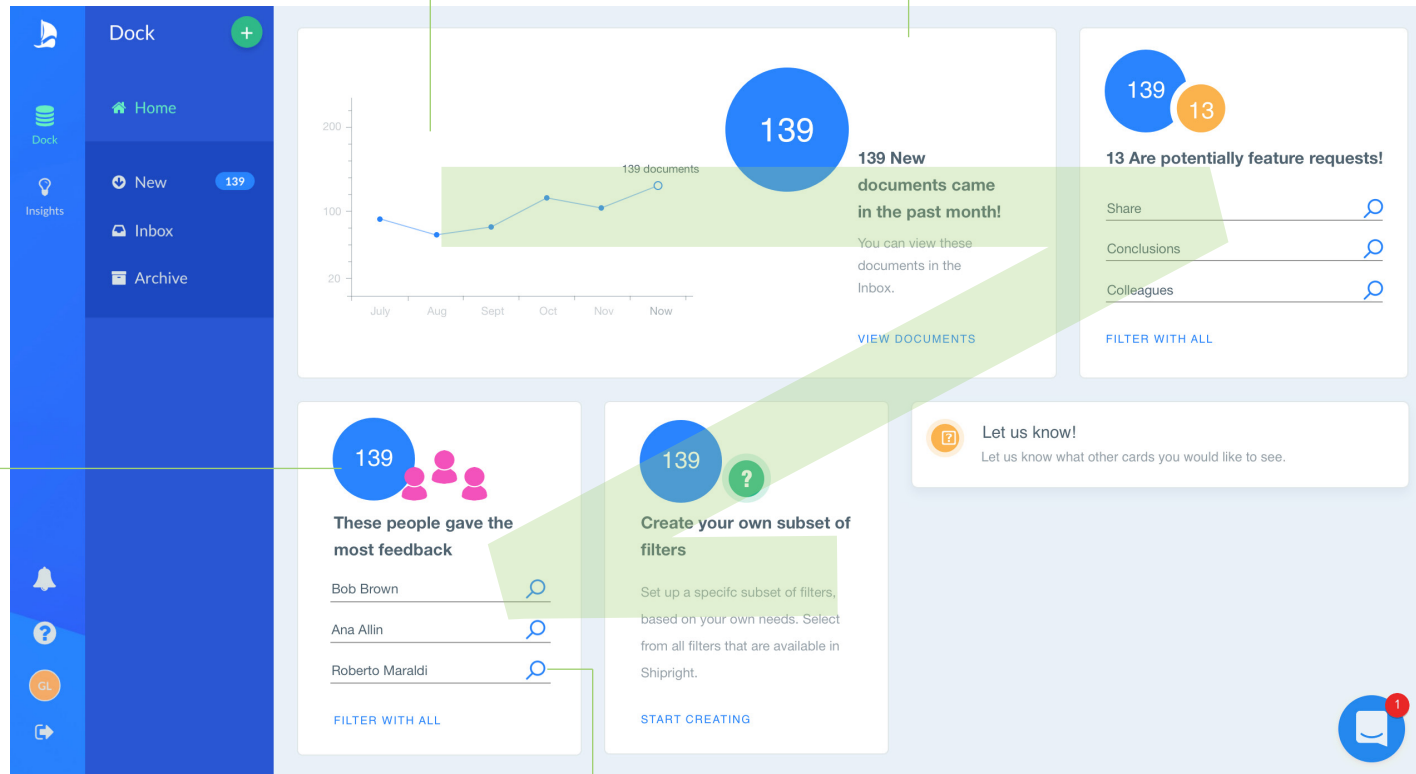 Dock
+
Home
Dock
New 139
Insights
Inbox
Archive
GL
200
100
20
139 documents
July Aug Sept Oct Nov Now
139
139 New
documents came
in the past month!
You can view these
documents in the
Inbox.
VIEW DOCUMENTS
139
13
13 Are potentially feature requests!
Share
Conclusions
Colleagues
FILTER WITH ALL
139
These people gave the
most feedback
Bob Brown
Ana Allin
Roberto Maraldi
FILTER WITH ALL
139
?
Create your own subset of
filters
Set up a specifc subset of filters,
based on your own needs. Select
from all filters that are available in
Shipright.
START CREATING
?
Let us know!
Let us know what other cards you would like to see.
?
1